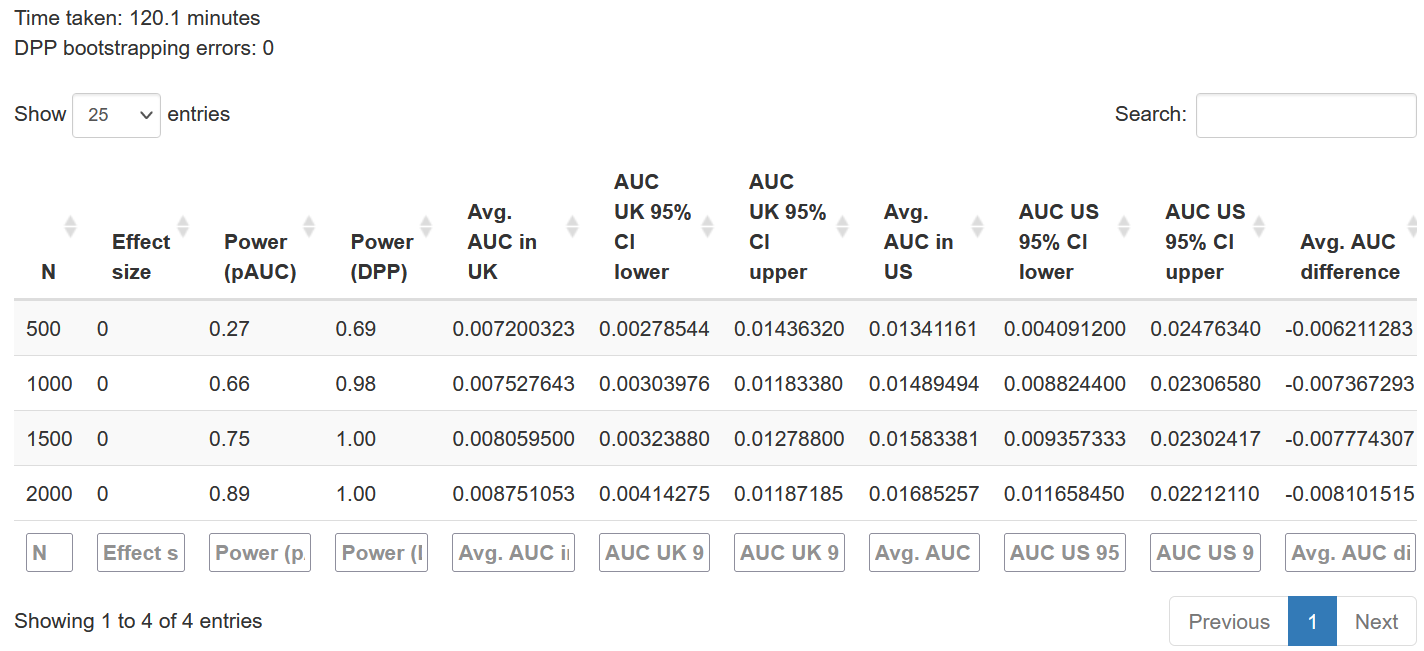 Time taken: 120.1 minutes
DPP bootstrapping errors: 0
Show 25 entries Search:
N Effect size Power (pAUC) Power (DPP) Avg. AUC in UK AUC UK 95% CI lower AUC UK 95% CI upper Avg. AUC in US AUC US 95% CI lower AUC US 95% CI upper Avg. AUC difference
500 0 0.27 0.69 0.007200323 0.00278544 0.01436320 0.01341161 0.004091200 0.02476340 -0.006211283
1000 0 0.66 0.98 0.007527643 0.00303976 0.01183380 0.01489494 0.008824400 0.02306580 -0.007367293
1500 0 0.75 1.00 0.008059500 0.00323880 0.01278800 0.01583381 0.009357333 0.02302417 -0.007774307
2000 0 0.89 1.00 0.008751053 0.00414275 0.01187185 0.01685257 0.011658450 0.02212110 -0.008101515
N Effect s Power (p Power (I Avg. AUC in AUC UK 9 AUC UK 9 Avg. AUC AUC US 95 AUC US 9 Avg. AUC di
Showing 1 to 4 of 4 entries Previous 1 Next